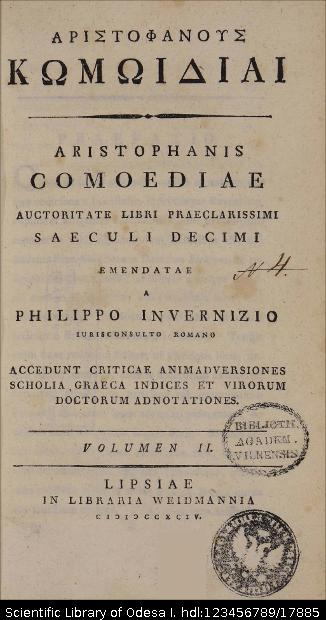 ΑΡΙΣΤΟΦΑΝΟΥΣ
ΚΩΜΩΙΔΙΑΙ
ARISTOPHANIS
COMOEDIAE
AUCTORITATE LIBRI PRAECLARISSIMI
SAECULI DECIMI
EMENDATAE
N 4.
A
PHILIPPO INVERNIZIO
IURISCONSULTO ROMANO
ACCEDUNT CRITICAE ANIMADVERSIONES
SCHOLIA GRAECA INDICES ET VIRORUM
DOCTORUM ADNOTATIONES.
BIBLIOTH.
ACADEM.
VILNENSIS
VOLUMEN II.
LIPSIAE
IN LIBRARIA WEIDMANNIA
CIƆIƆCCXCIV.
Scientific Library of Odesa I. hdl:123456789/17885